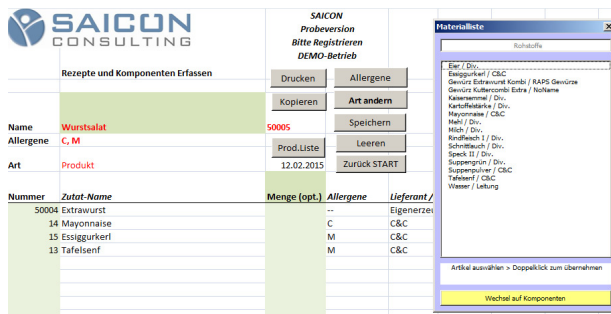 SAICON
CONSULTING
SAICON
Probeversion
Bitte Registrieren
DEMO-Betrieb
Rezepte und Komponenten Erfassen
Drucken
Allergene
Kopieren
Art andern
Name Wurstsalat 50005
Speichern
Allergene C, M
Prod.Liste
Leeren
Art Produkt 12.02.2015
Zurück START
Nummer Zutat-Name Menge (opt.) Allergene Lieferant /
50004 Extrawurst -- Eigenerzeu
14 Mayonnaise C C&C
15 Essiggurkerl M C&C
13 Tafelsenf M C&C
Materialliste
Rohstoffe
Eier / Div.
Essiggurkerl / C&C
Gewürz Extrawurst Kombi / RAPS Gewürze
Gewürz Kuttercombi Extra / NoName
Kaisersemmel / Div.
Kartoffelstärke / Div.
Mayonnaise / C&C
Mehl / Div.
Milch / Div.
Rindfleisch I / Div.
Schnittlauch / Div.
Speck II / Div.
Suppengrün / Div.
Suppenpulver / C&C
Tafelsenf / C&C
Wasser / Leitung
Artikel auswählen > Doppelklick zum übernehmen
Wechsel auf Komponenten